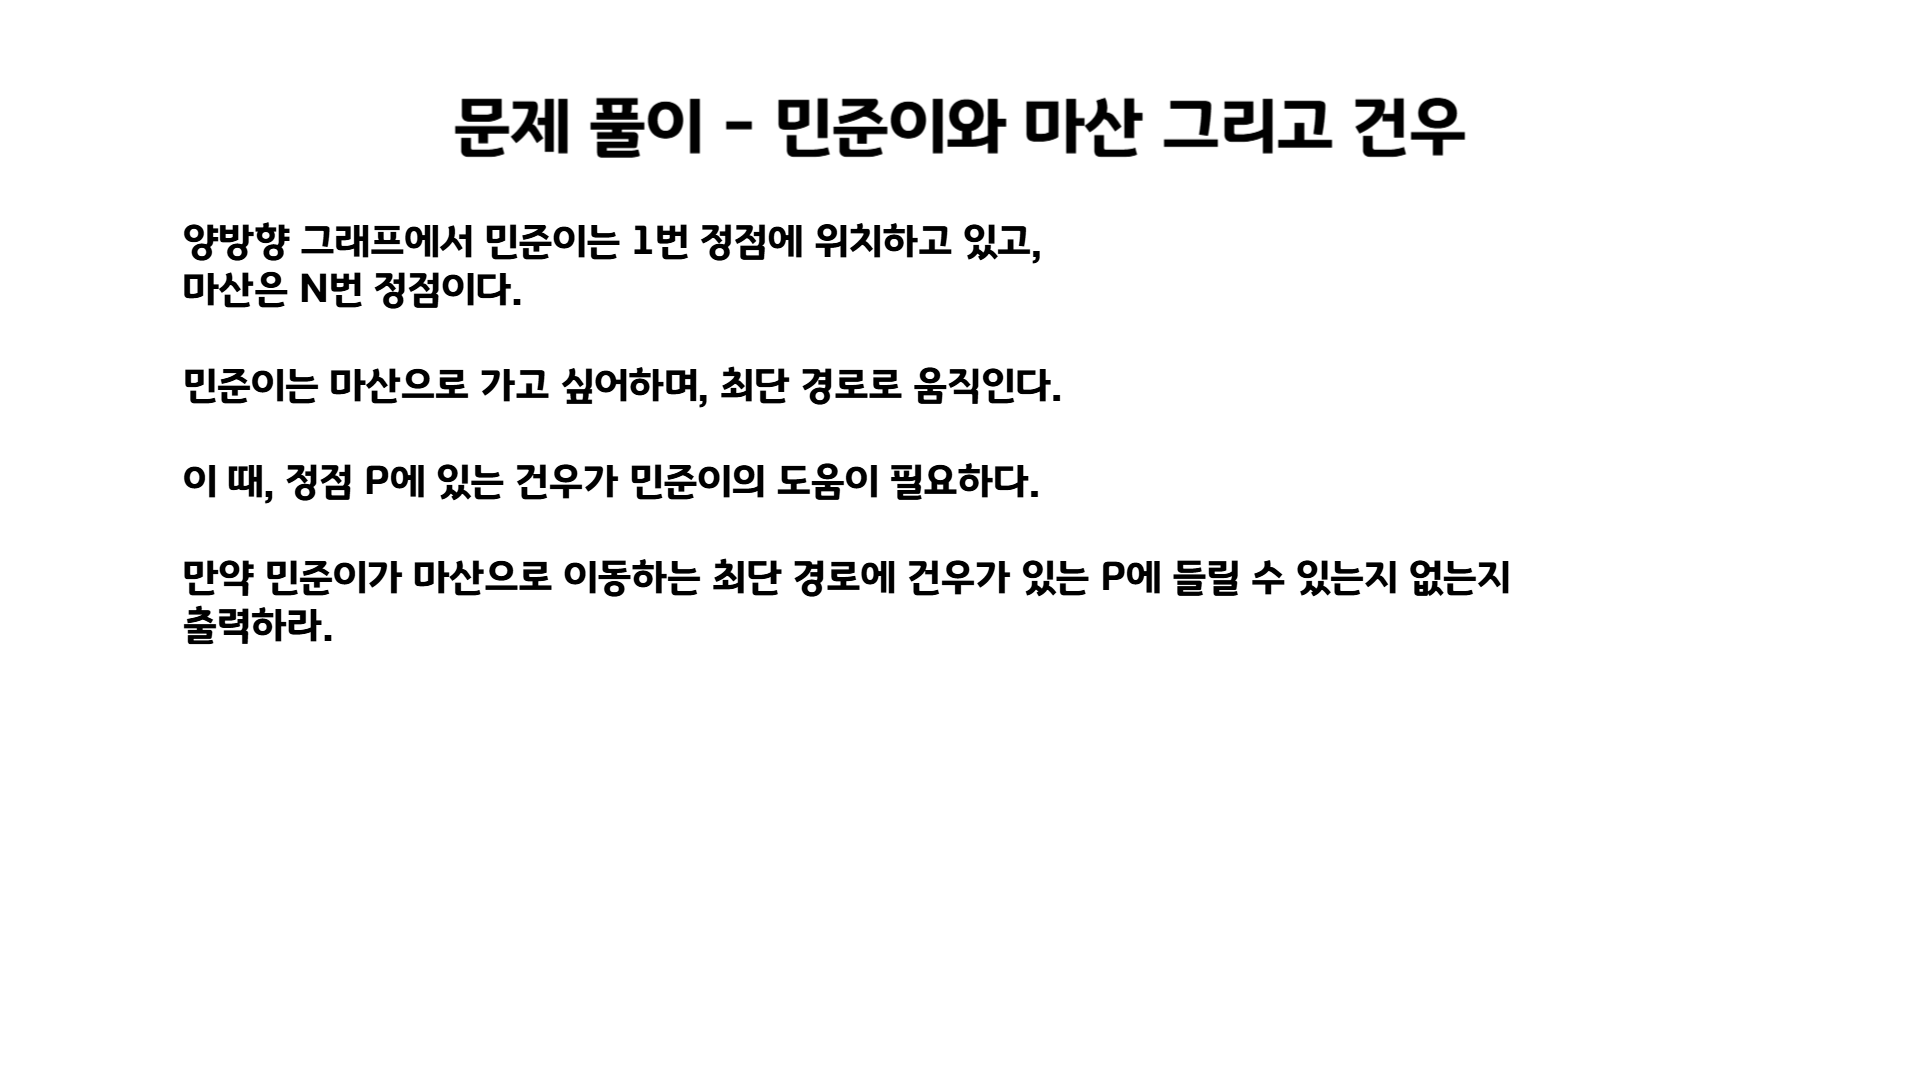 문제 풀이 - 민준이와 마산 그리고 건우
양방향 그래프에서 민준이는 1번 정점에 위치하고 있고,
마산은 N번 정점이다.
민준이는 마산으로 가고 싶어하며, 최단 경로로 움직인다.
이 때, 정점 P에 있는 건우가 민준이의 도움이 필요하다.
만약 민준이가 마산으로 이동하는 최단 경로에 건우가 있는 P에 들릴 수 있는지 없는지
출력하라.